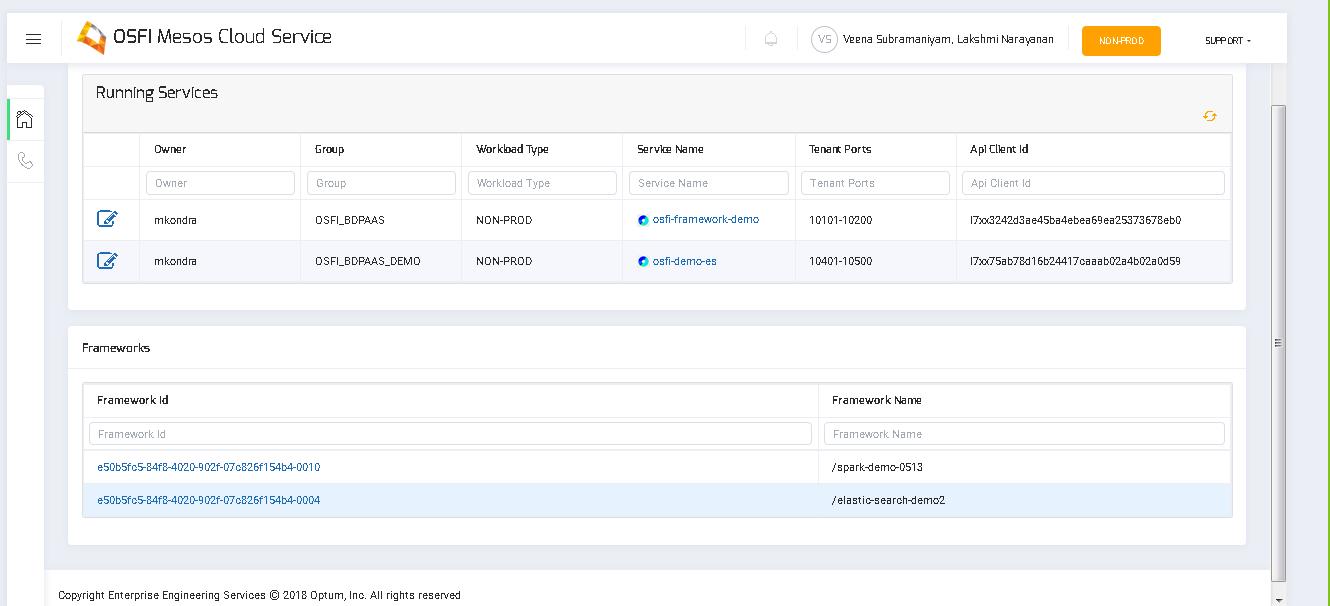 OSFI Mesos Cloud Service
VS Veena Subramaniyam, Lakshmi Narayanan
NON-PROD
SUPPORT
Running Services
Owner Group Workload Type Service Name Tenant Ports Api Client Id
Owner Group Workload Type Service Name Tenant Ports Api Client Id
mkondra OSFI_BDPAAS NON-PROD osfi-framework-demo 10101-10200 l7xx3242d3ae45ba4ebea69ea25373678eb0
mkondra OSFI_BDPAAS_DEMO NON-PROD osfi-demo-es 10401-10500 l7xx75ab78d16b24417caaab02a4b02a0d59
Frameworks
Framework Id Framework Name
Framework Id Framework Name
e50b5fc5-84f8-4020-902f-07c826f154b4-0010 /spark-demo-0513
e50b5fc5-84f8-4020-902f-07c826f154b4-0004 /elastic-search-demo2
Copyright Enterprise Engineering Services © 2018 Optum, Inc. All rights reserved